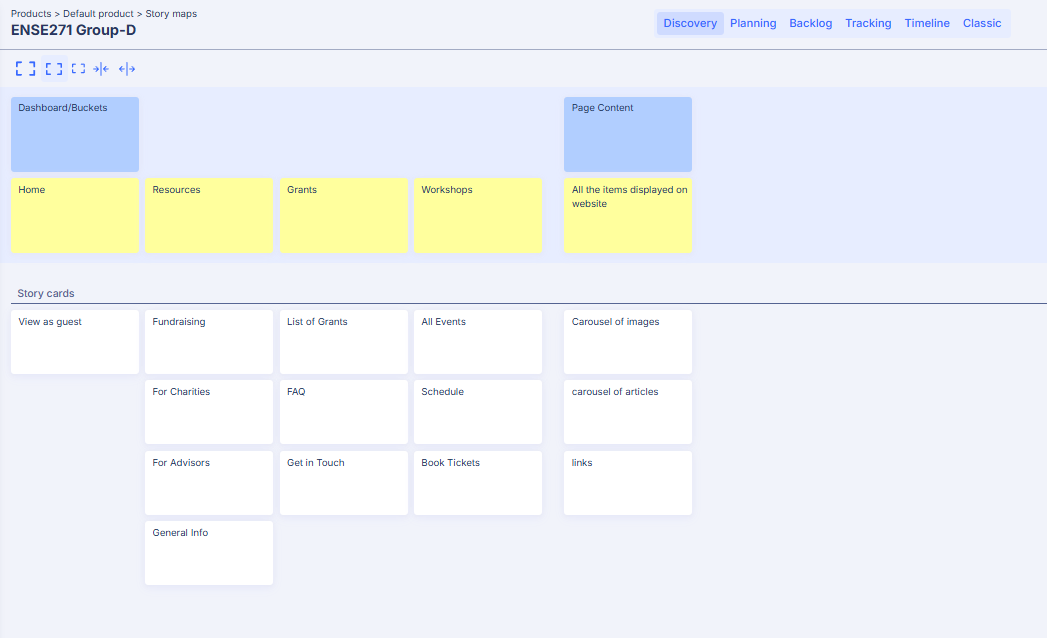 Products > Default product > Story maps
ENSE271 Group-D
Discovery Planning Backlog Tracking Timeline Classic
Dashboard/Buckets
Page Content
Home
Resources
Grants
Workshops
All the items displayed on
website
Story cards
View as guest
Fundraising
List of Grants
All Events
Carousel of images
For Charities
FAQ
Schedule
carousel of articles
For Advisors
Get in Touch
Book Tickets
links
General Info